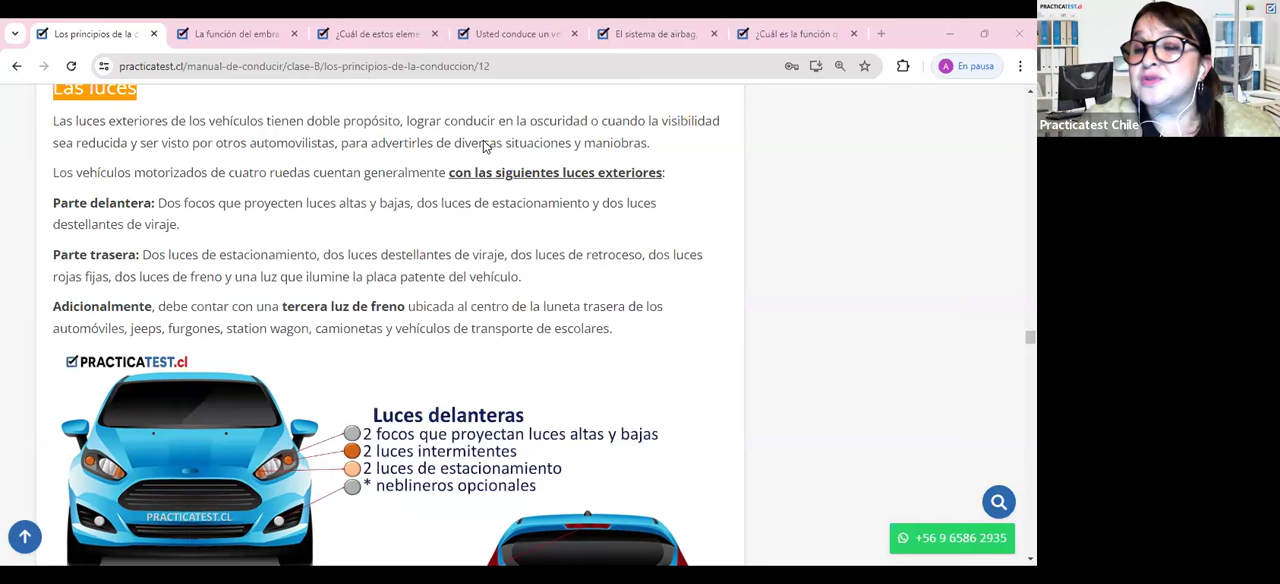 Los principios de la c
La función del embra
¿Cuál de estos eleme
Usted conduce un ve
El sistema de airbag,
¿Cuál es la función q
practicatest.cl/manual-de-conducir/clase-B/los-principios-de-la-conduccion/12
A En pausa
PRACTICATEST.cl
Practicatest Chile
Las luces
Las luces exteriores de los vehículos tienen doble propósito, lograr conducir en la oscuridad o cuando la visibilidad
sea reducida y ser visto por otros automovilistas, para advertirles de diversas situaciones y maniobras.
Los vehículos motorizados de cuatro ruedas cuentan generalmente con las siguientes luces exteriores:
Parte delantera: Dos focos que proyecten luces altas y bajas, dos luces de estacionamiento y dos luces
destellantes de viraje.
Parte trasera: Dos luces de estacionamiento, dos luces destellantes de viraje, dos luces de retroceso, dos luces
rojas fijas, dos luces de freno y una luz que ilumine la placa patente del vehículo.
Adicionalmente, debe contar con una tercera luz de freno ubicada al centro de la luneta trasera de los
automóviles, jeeps, furgones, station wagon, camionetas y vehículos de transporte de escolares.
PRACTICATEST.cl
Luces delanteras
2 focos que proyectan luces altas y bajas
2 luces intermitentes
2 luces de estacionamiento
* neblineros opcionales
PRACTICATEST.CL
+56 9 6586 2935